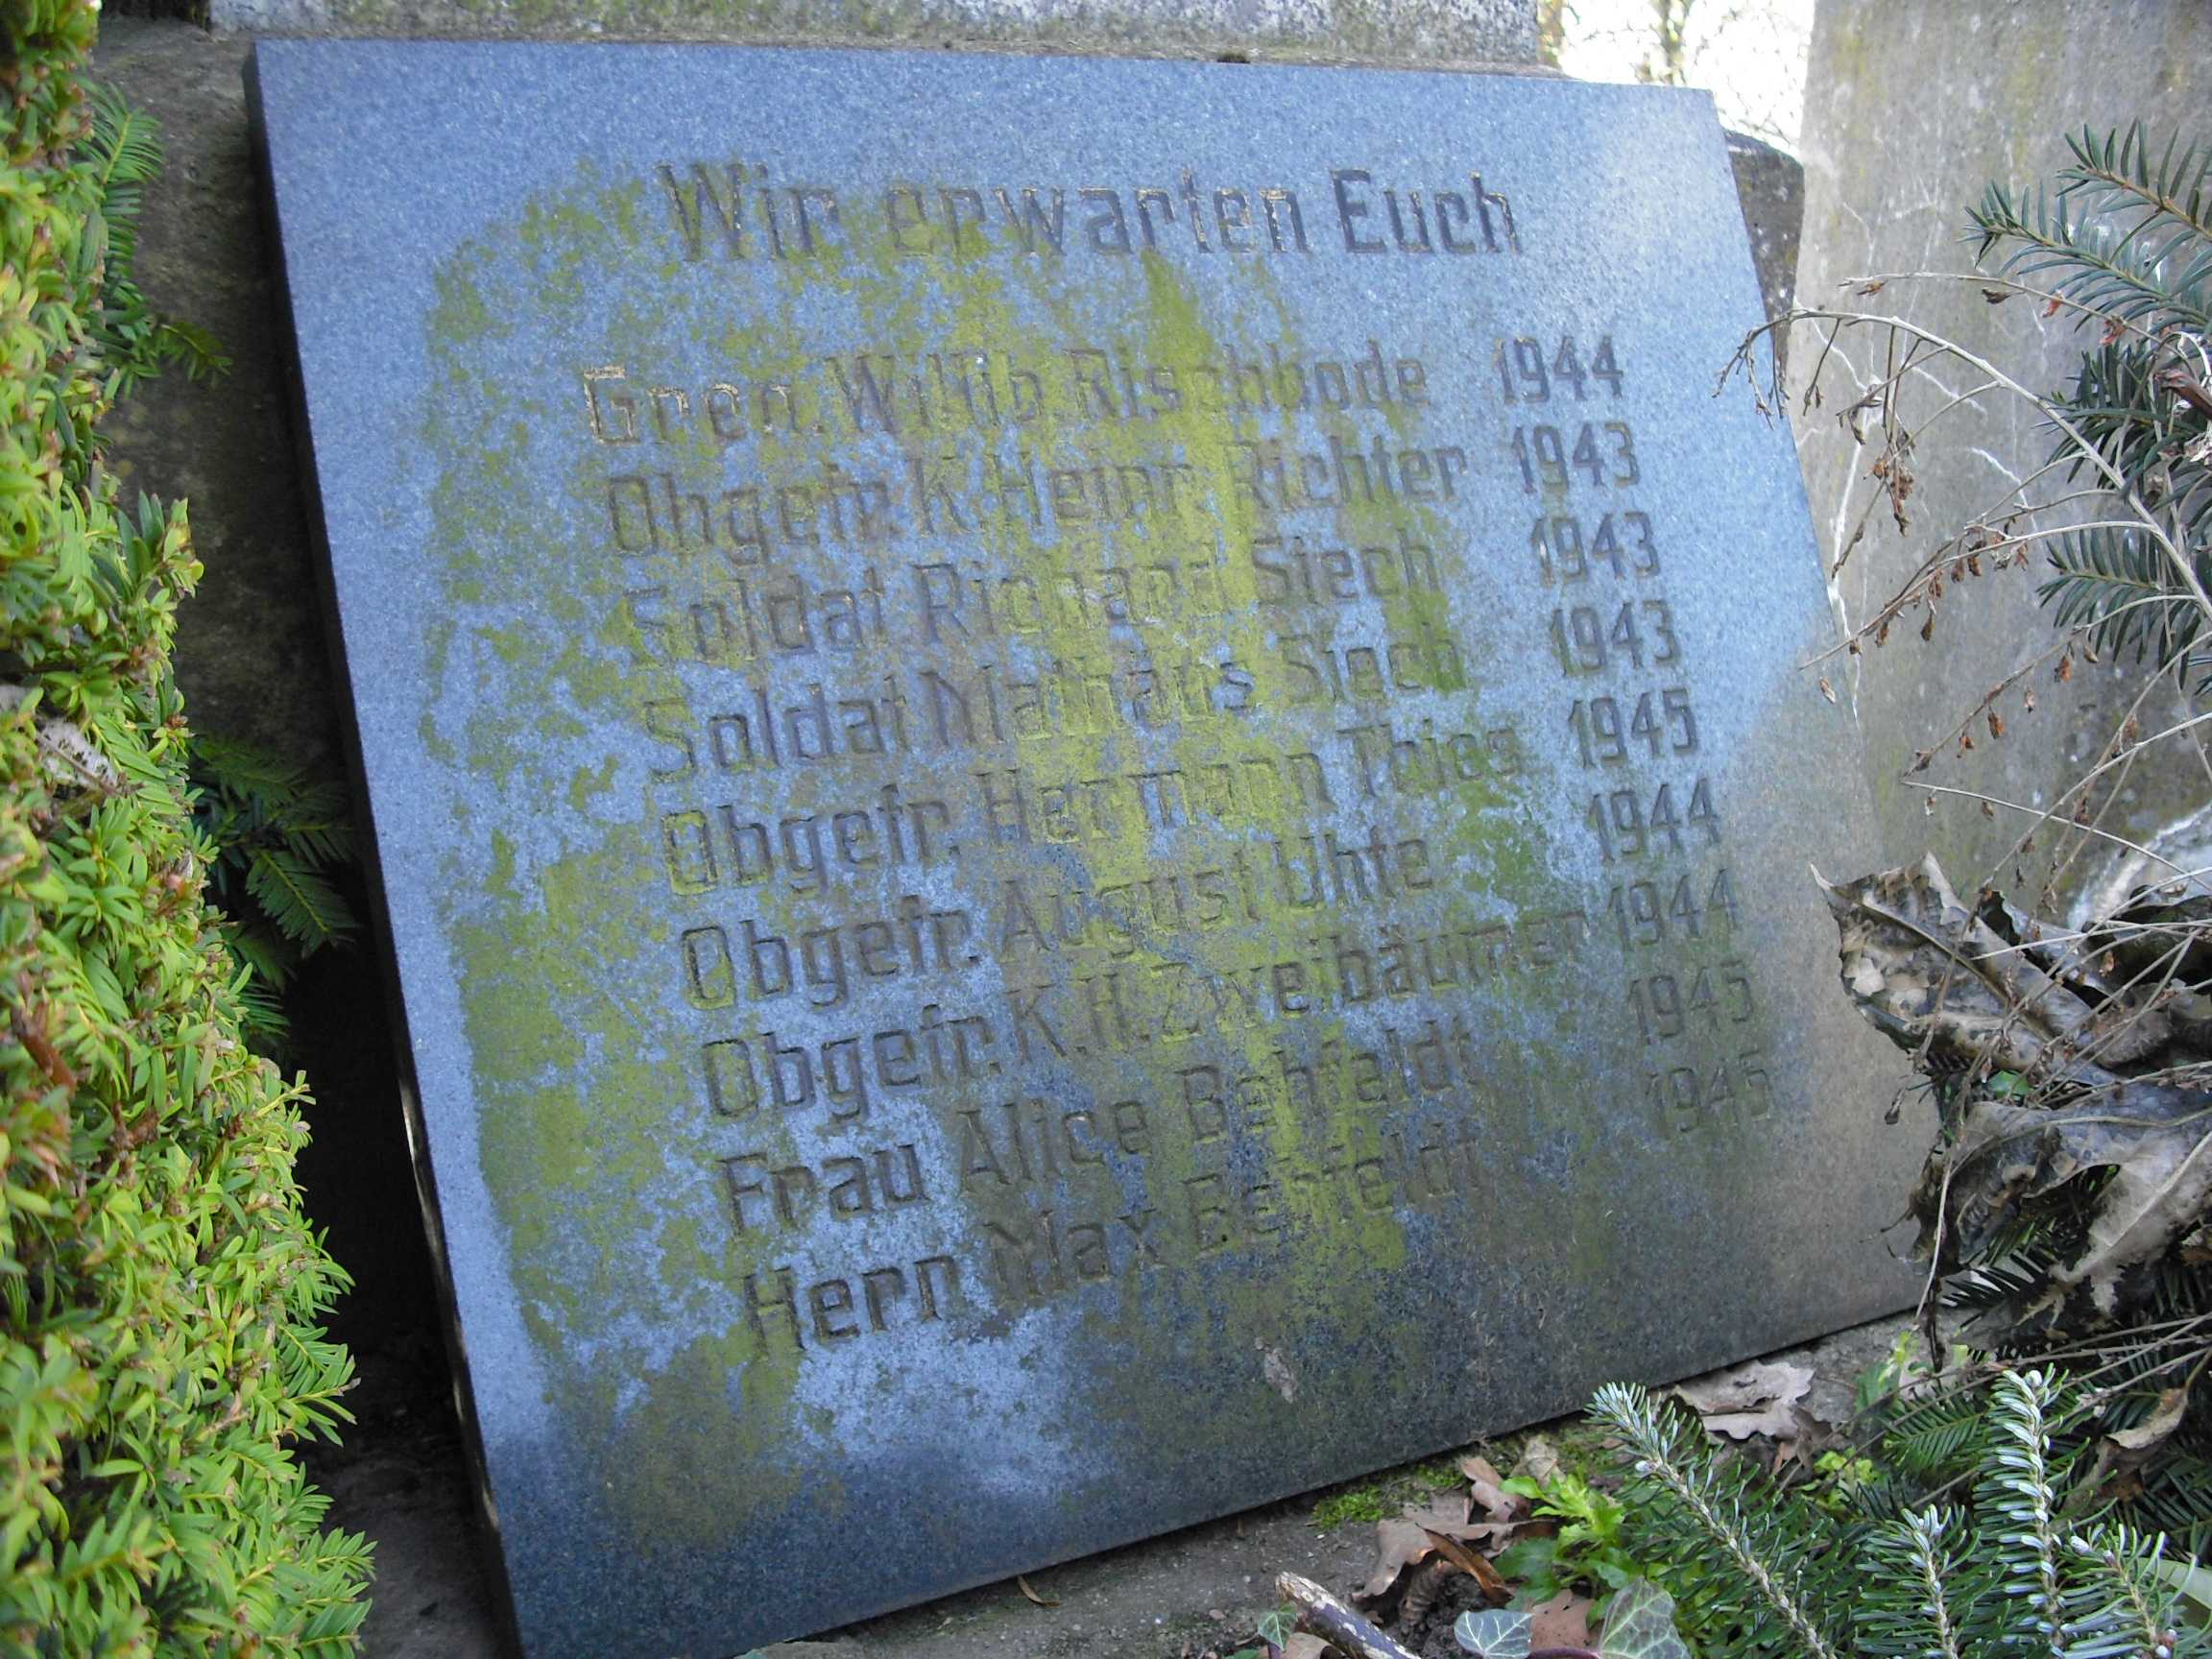 Wir erwarten Euch
Gren. Willib. Rischbode 1944
Obgefr. K. Heinr. Richter 1943
Soldat Richard Siech 1943
Soldat Mathäus Siech 1943
Obgefr. Hermann Thies 1945
Obgefr. August Uhte 1944
Obgefr. K. H. Zweibäumer 1944
Frau Alice Behfeldt 1945
Herr Max Behfeldt 1945